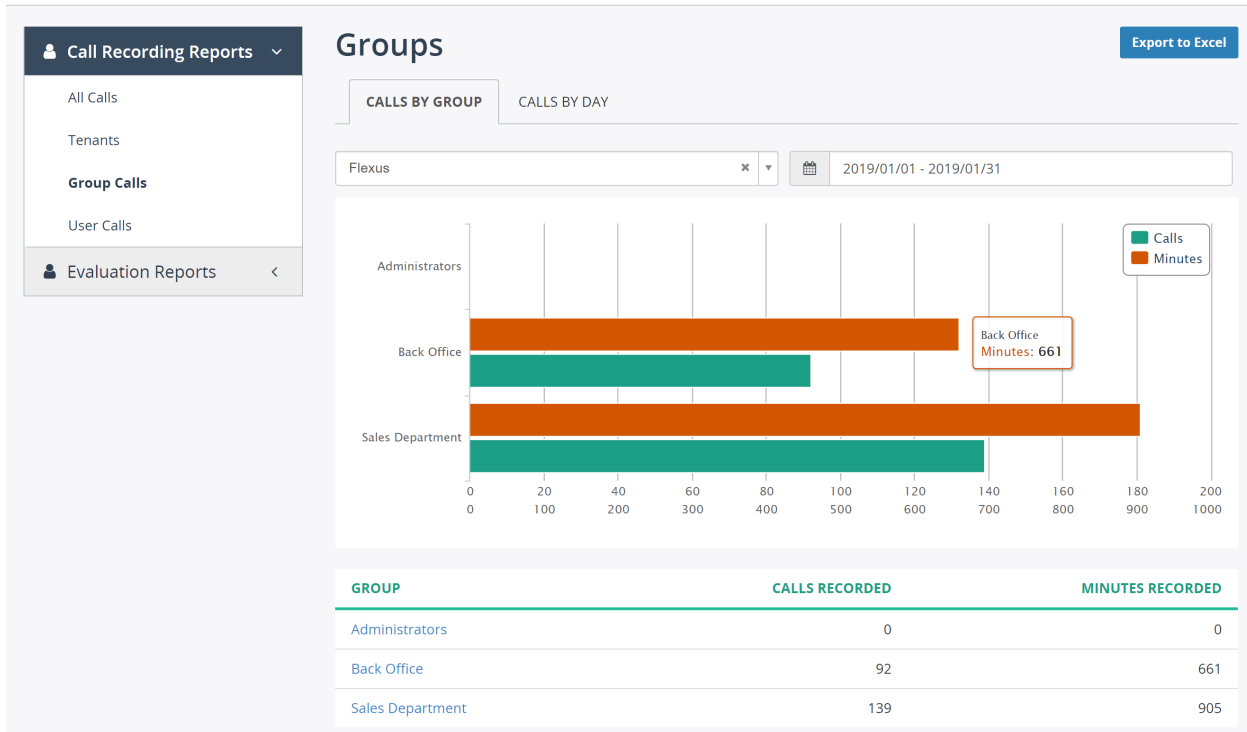 Call Recording Reports
All Calls
Tenants
Group Calls
User Calls
Evaluation Reports
Groups
Export to Excel
CALLS BY GROUP CALLS BY DAY
Flexus 2019/01/01 - 2019/01/31
Calls
Minutes
Administrators
Back Office
Back Office
Minutes: 661
Sales Department
0 20 40 60 80 100 120 140 160 180 200
0 100 200 300 400 500 600 700 800 900 1000
GROUP CALLS RECORDED MINUTES RECORDED
Administrators 0 0
Back Office 92 661
Sales Department 139 905